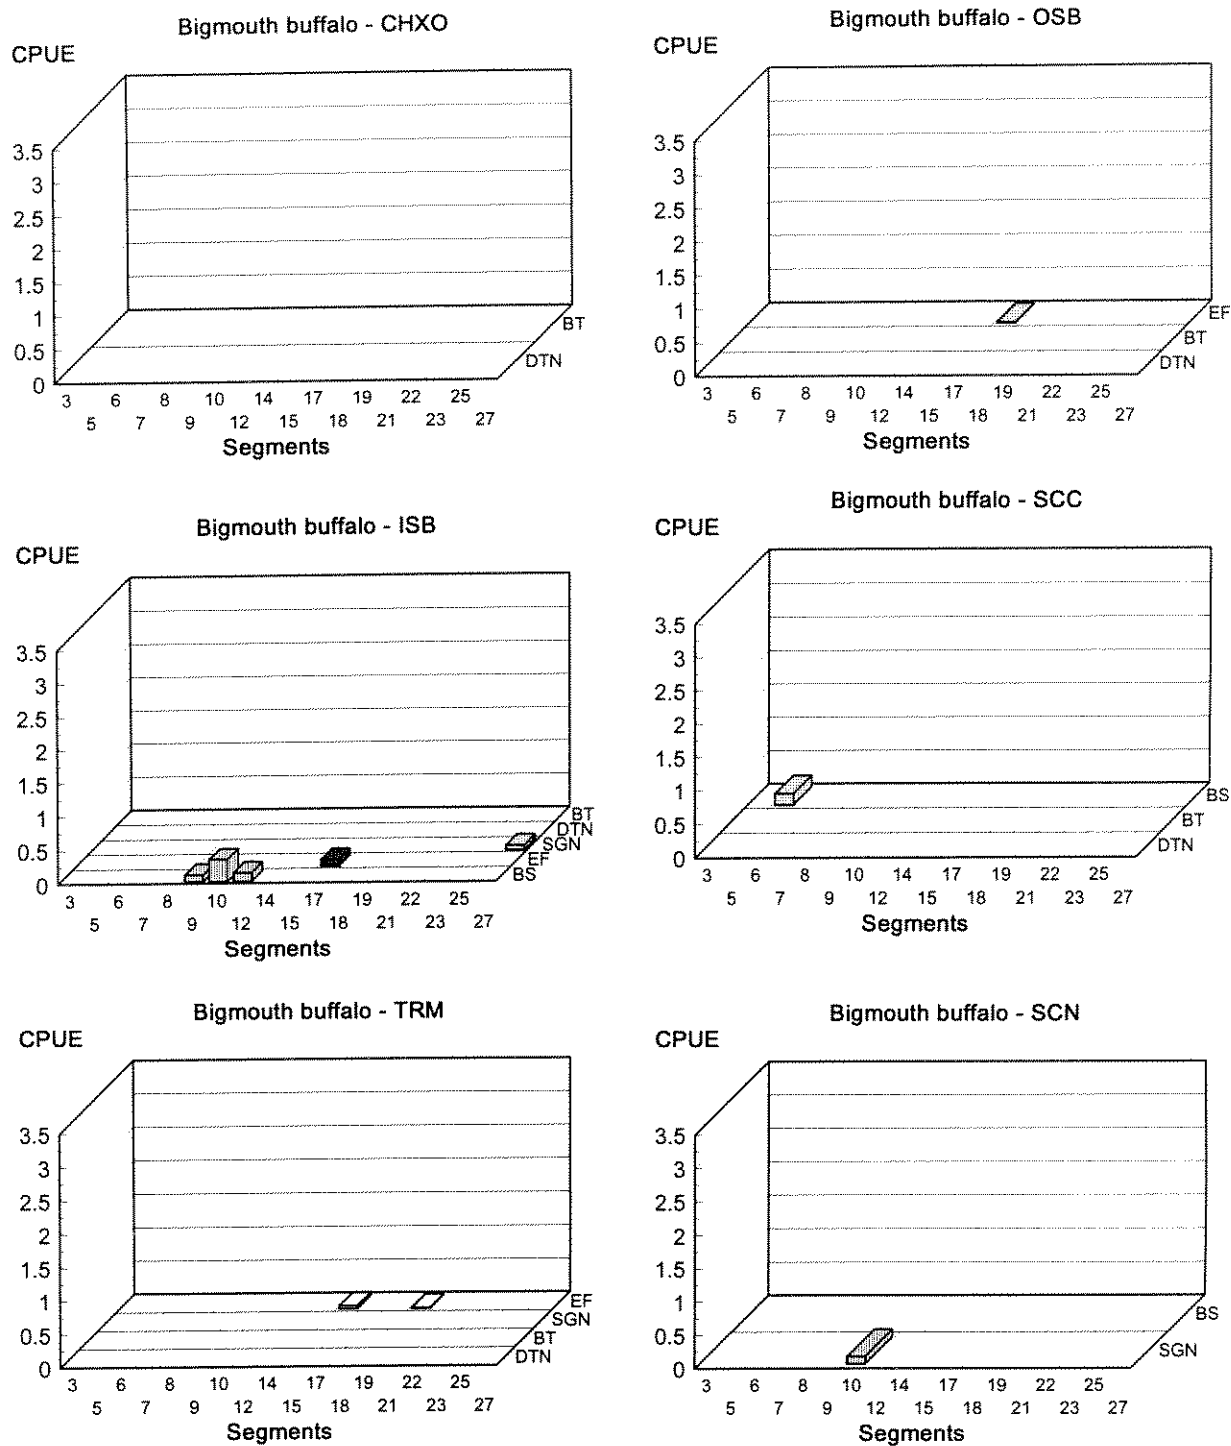 Bigmouth buffalo - CHXO
CPUE
3.5
3
2.5
2
1.5
1
0.5
0
BT
DTN
3 6 8 10 14 17 19 22 25
5 7 9 12 15 18 21 23 27
Segments
Bigmouth buffalo - OSB
CPUE
3.5
3
2.5
2
1.5
1
0.5
0
EF
BT
DTN
3 6 8 10 14 17 19 22 25
5 7 9 12 15 18 21 23 27
Segments
Bigmouth buffalo - ISB
CPUE
3.5
3
2.5
2
1.5
1
0.5
0
BT
DTN
SGN
EF
BS
3 6 8 10 14 17 19 22 25
5 7 9 12 15 18 21 23 27
Segments
Bigmouth buffalo - SCC
CPUE
3.5
3
2.5
2
1.5
1
0.5
0
BS
BT
DTN
3 6 8 10 14 17 19 22 25
5 7 9 12 15 18 21 23 27
Segments
Bigmouth buffalo - TRM
CPUE
3.5
3
2.5
2
1.5
1
0.5
0
EF
SGN
BT
DTN
3 6 8 10 14 17 19 22 25
5 7 9 12 15 18 21 23 27
Segments
Bigmouth buffalo - SCN
CPUE
3.5
3
2.5
2
1.5
1
0.5
0
BS
SGN
3 6 8 10 14 17 19 22 25
5 7 9 12 15 18 21 23 27
Segments